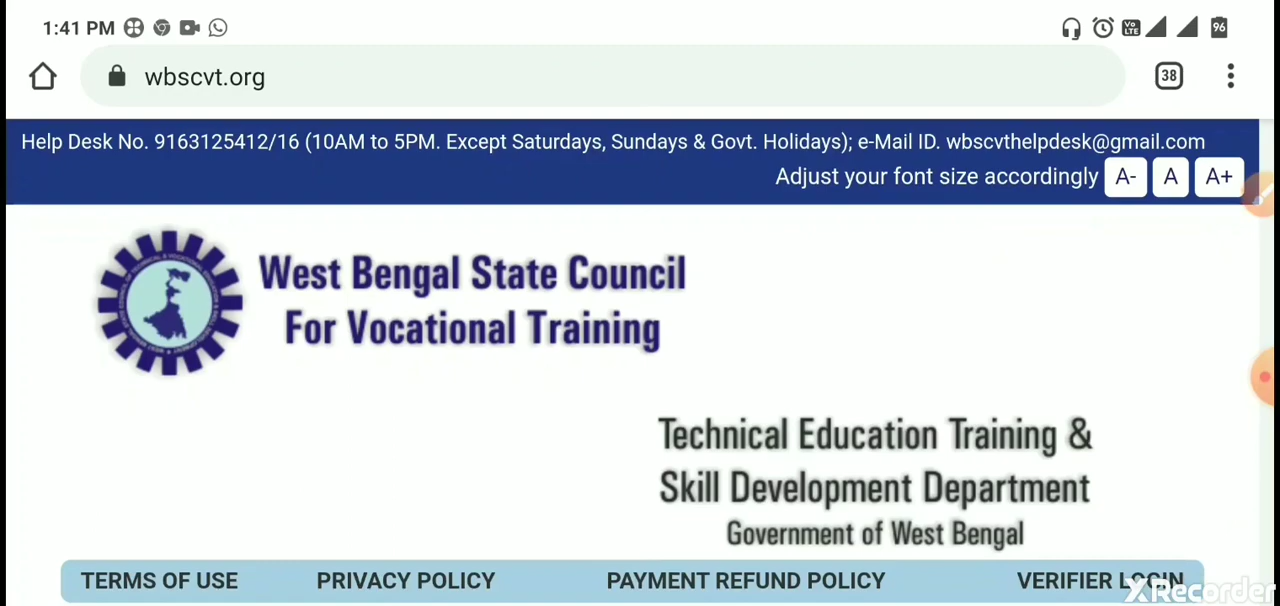 1:41 PM
Vo LTE
96
wbscvt.org
38
Help Desk No. 9163125412/16 (10AM to 5PM. Except Saturdays, Sundays & Govt. Holidays); e-Mail ID. wbscvthelpdesk@gmail.com
Adjust your font size accordingly A- A A+
West Bengal State Council
For Vocational Training
Technical Education Training &
Skill Development Department
Government of West Bengal
TERMS OF USE PRIVACY POLICY PAYMENT REFUND POLICY VERIFIER LOGIN
XRecorder